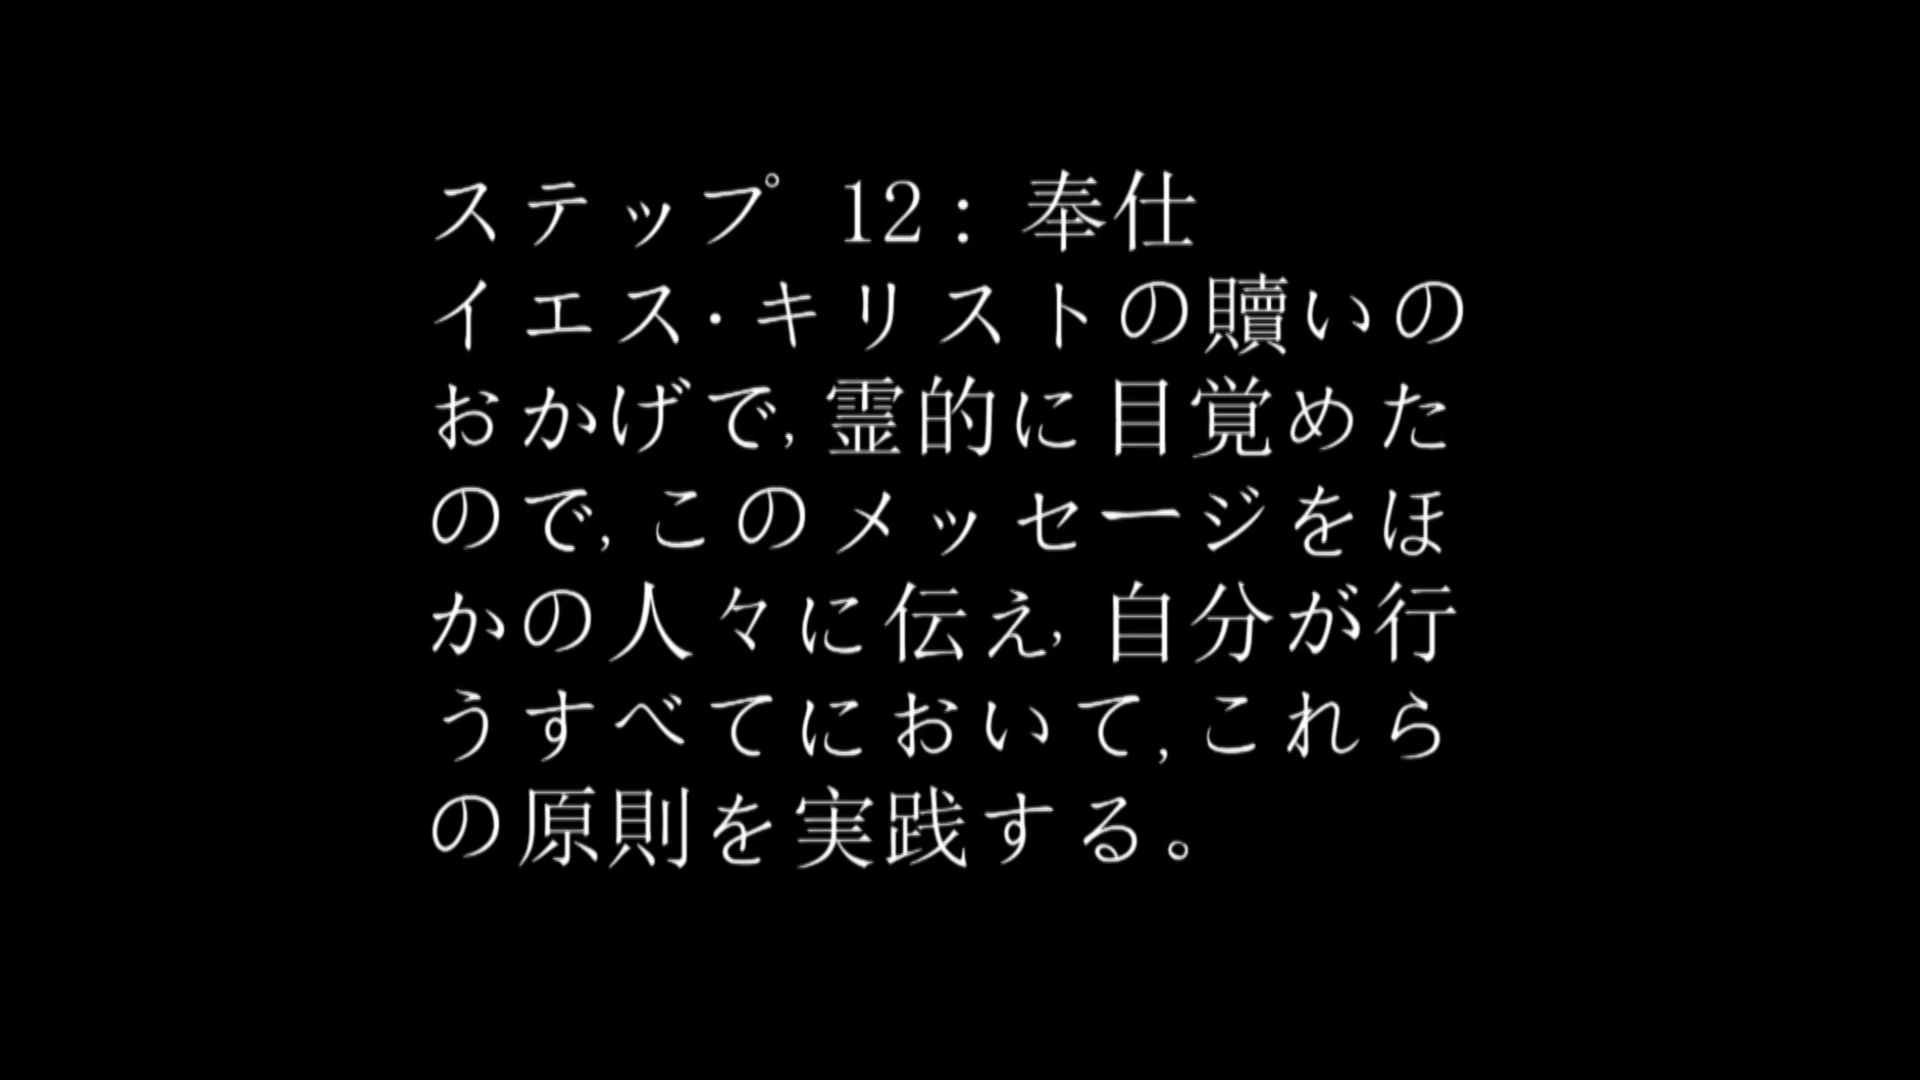 ステップ 12: 奉仕
イエス・キリストの贖いの
おかげで,霊的に目覚めた
ので,このメッセージをほ
かの人々に伝え,自分が行
うすべてにおいて,これら
の原則を実践する。